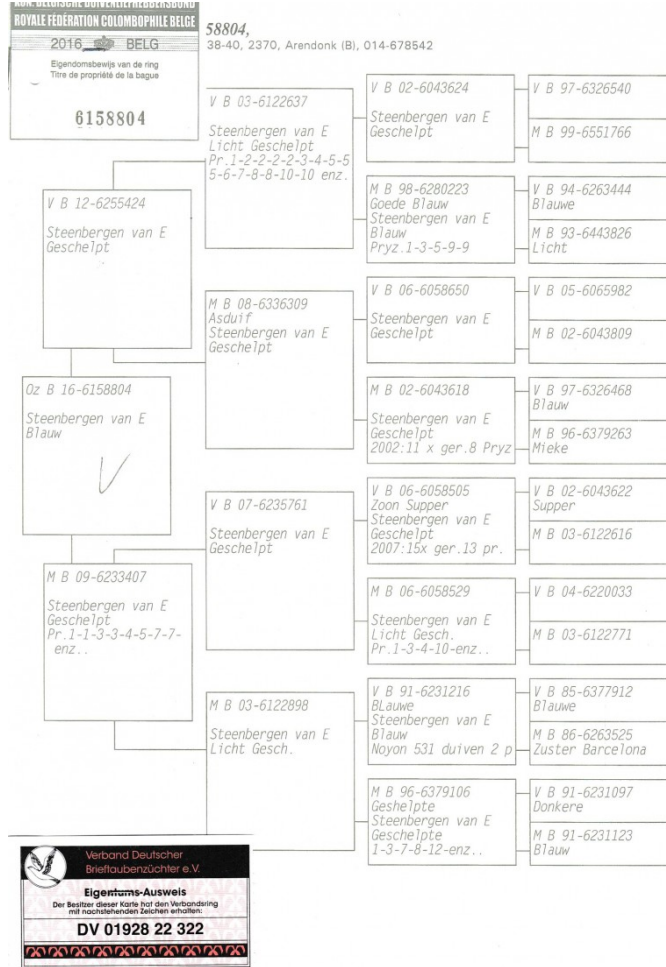 KON. BELGISCHE DUIVENLIEFHEBBERSBOND
ROYALE FÉDÉRATION COLOMBOPHILE BELGE
2016 BELG
Eigendomsbewijs van de ring
Titre de propriété de la bague
6158804
58804,
38-40, 2370, Arendonk (B), 014-678542
Oz B 16-6158804
Steenbergen van E
Blauw
V B 12-6255424
Steenbergen van E
Geschelpt
M B 09-6233407
Steenbergen van E
Geschelpt
Pr.1-1-3-3-4-5-7-7-
enz..
V B 03-6122637
Steenbergen van E
Licht Geschelpt
Pr.1-2-2-2-2-3-4-5-5
5-6-7-8-8-10-10 enz.
M B 08-6336309
Asduif
Steenbergen van E
Geschelpt
V B 07-6235761
Steenbergen van E
Geschelpt
M B 03-6122898
Steenbergen van E
Licht Gesch.
V B 02-6043624
Steenbergen van E
Geschelpt
M B 98-6280223
Goede Blauw
Steenbergen van E
Blauw
Pryz.1-3-5-9-9
V B 06-6058650
Steenbergen van E
Geschelpt
M B 02-6043618
Steenbergen van E
Geschelpt
2002:11 x ger.8 Pryz
V B 06-6058505
Zoon Supper
Steenbergen van E
Geschelpt
2007:15x ger.13 pr.
M B 06-6058529
Steenbergen van E
Licht Gesch.
Pr.1-3-4-10-enz..
V B 91-6231216
BLauwe
Steenbergen van E
Blauw
Noyon 531 duiven 2 p
M B 96-6379106
Geshelpte
Steenbergen van E
Geschelpte
1-3-7-8-12-enz..
V B 97-6326540
M B 99-6551766
V B 94-6263444
Blauwe
M B 93-6443826
Licht
V B 05-6065982
M B 02-6043809
V B 97-6326468
Blauw
M B 96-6379263
Mieke
V B 02-6043622
Supper
M B 03-6122616
V B 04-6220033
M B 03-6122771
V B 85-6377912
Blauwe
M B 86-6263525
Zuster Barcelona
V B 91-6231097
Donkere
M B 91-6231123
Blauw
Verband Deutscher
Brieftaubenzüchter e.V.
Eigentums-Ausweis
Der Besitzer dieser Karte hat den Verbandsring
mit nachstehenden Zeichen erhalten:
DV 01928 22 322